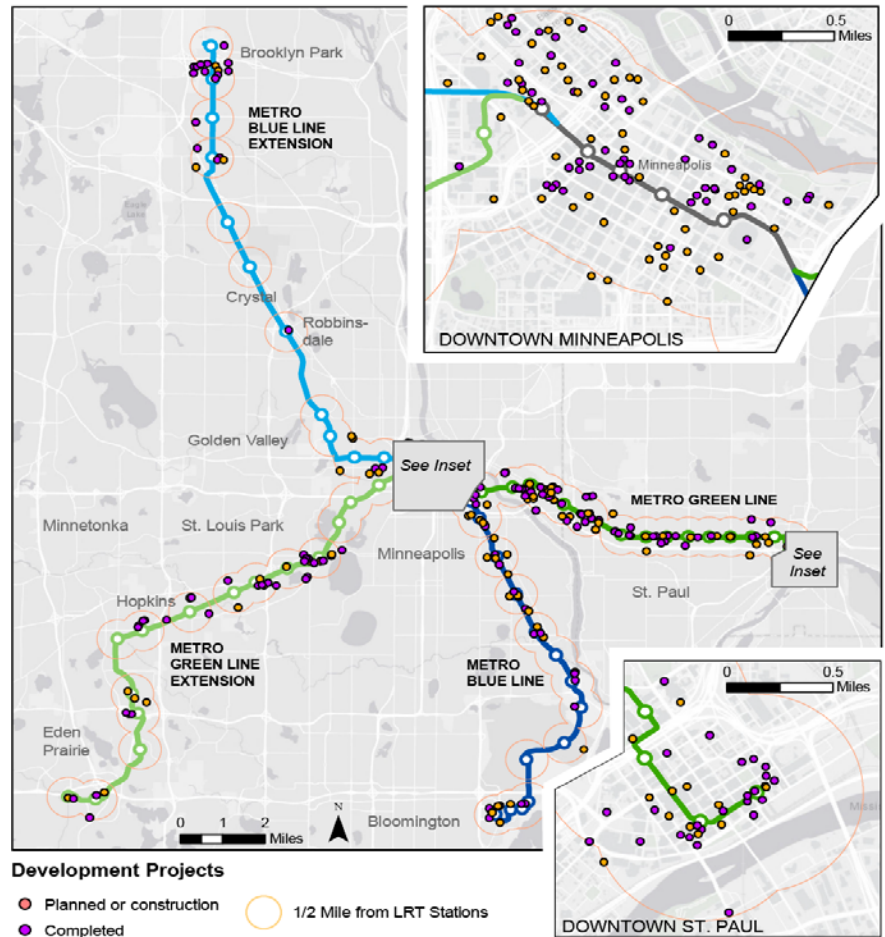 Brooklyn Park
METRO
BLUE LINE
EXTENSION
Crystal
Robbins-
dale
Golden Valley
See Inset
Minnetonka
St. Louis Park
Minneapolis
METRO GREEN LINE
See
Inset
St. Paul
Hopkins
METRO
GREEN LINE
EXTENSION
METRO
BLUE LINE
Eden
Prairie
Bloomington
0 2
Miles
N
0 0.5
Miles
Minneapolis
DOWNTOWN MINNEAPOLIS
0 0.5
Miles
DOWNTOWN ST. PAUL
Development Projects
Planned or construction
Completed
1/2 Mile from LRT Stations